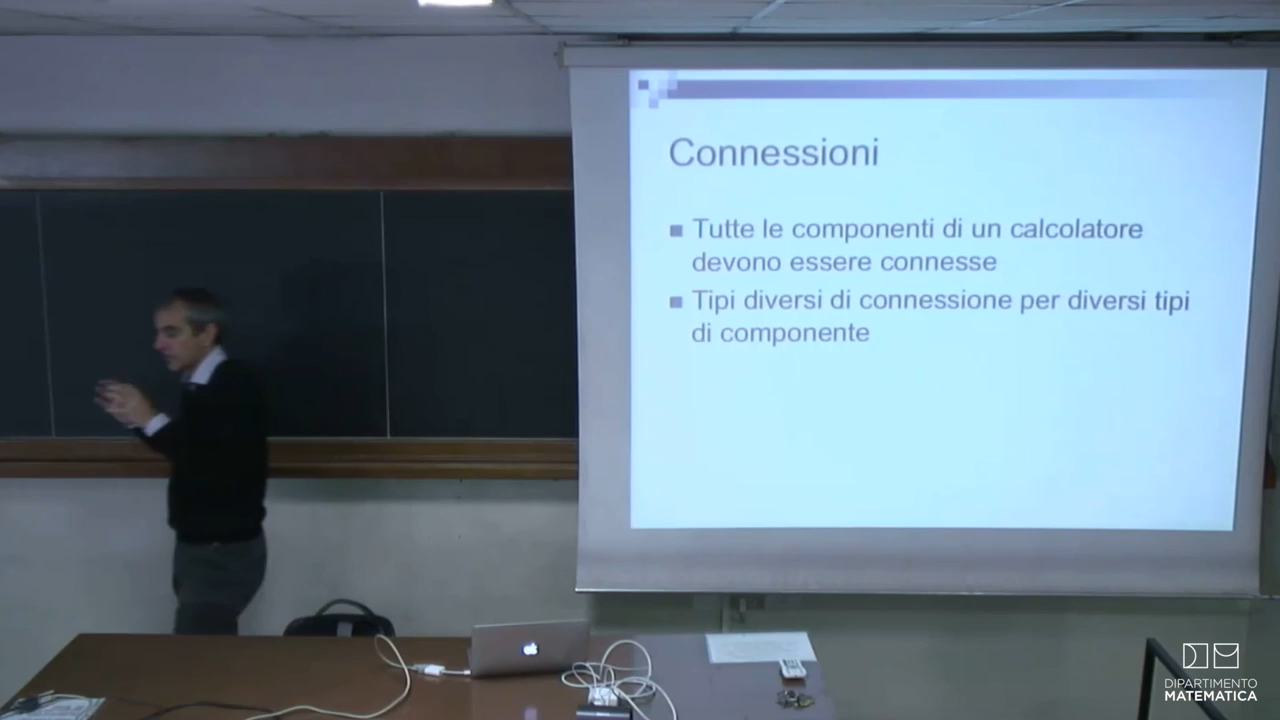 Connessioni
Tutte le componenti di un calcolatore
devono essere connesse
Tipi diversi di connessione per diversi tipi
di componente
DIPARTIMENTO
MATEMATICA